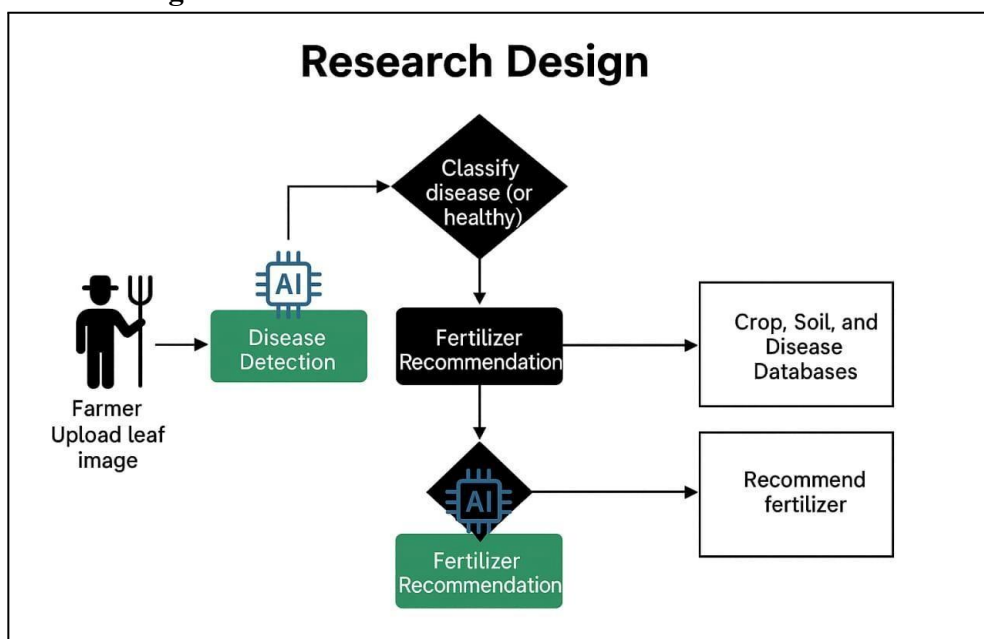 Research Design
Classify
disease (or
healthy)
AI
Disease
Detection
Farmer
Upload leaf
image
Fertilizer
Recommendation
Crop, Soil, and
Disease
Databases
AI
Fertilizer
Recommendation
Recommend
fertilizer